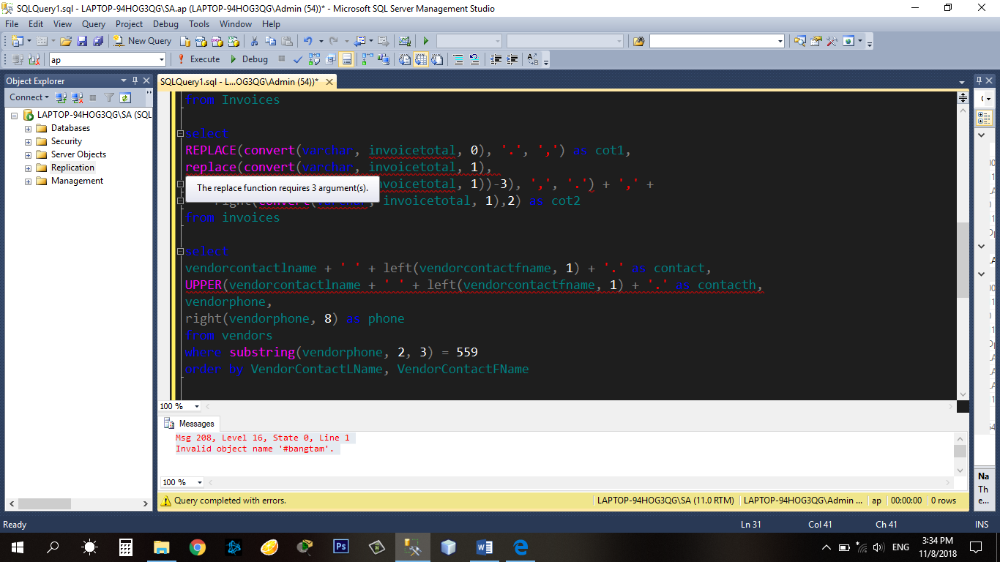 SQLQuery1.sql - LAPTOP-94HOG3QG\SA.ap (LAPTOP-94HOG3QG\Admin (54))* - Microsoft SQL Server Management Studio
File Edit View Query Project Debug Tools Window Help
New Query
ap Execute Debug
Object Explorer
SQLQuery1.sql - L...OG3QG\Admin (54))*
Connect
LAPTOP-94HOG3QG\SA (SQL
Databases
Security
Server Objects
Replication
Management
from Invoices
select
REPLACE(convert(varchar, invoicetotal, 0), '.', ',') as cot1,
replace(convert(varchar, invoicetotal, 1),
The replace function requires 3 argument(s).
invoicetotal, 1))-3), ',', '.') + ',' +
right(convert(varchar, invoicetotal, 1),2) as cot2
from invoices
select
vendorcontactlname + ' ' + left(vendorcontactfname, 1) + '.' as contact,
UPPER(vendorcontactlname + ' ' + left(vendorcontactfname, 1) + '.' as contacth,
vendorphone,
right(vendorphone, 8) as phone
from vendors
where substring(vendorphone, 2, 3) = 559
order by VendorContactLName, VendorContactFName
100 %
Messages
Msg 208, Level 16, State 0, Line 1
Invalid object name '#bangtam'.
100 %
Query completed with errors.
LAPTOP-94HOG3QG\SA (11.0 RTM) LAPTOP-94HOG3QG\Admin ... ap 00:00:00 0 rows
Na
Th
e...
Ready
Ln 31 Col 41 Ch 41 INS
Ps
ENG
3:34 PM
11/8/2018